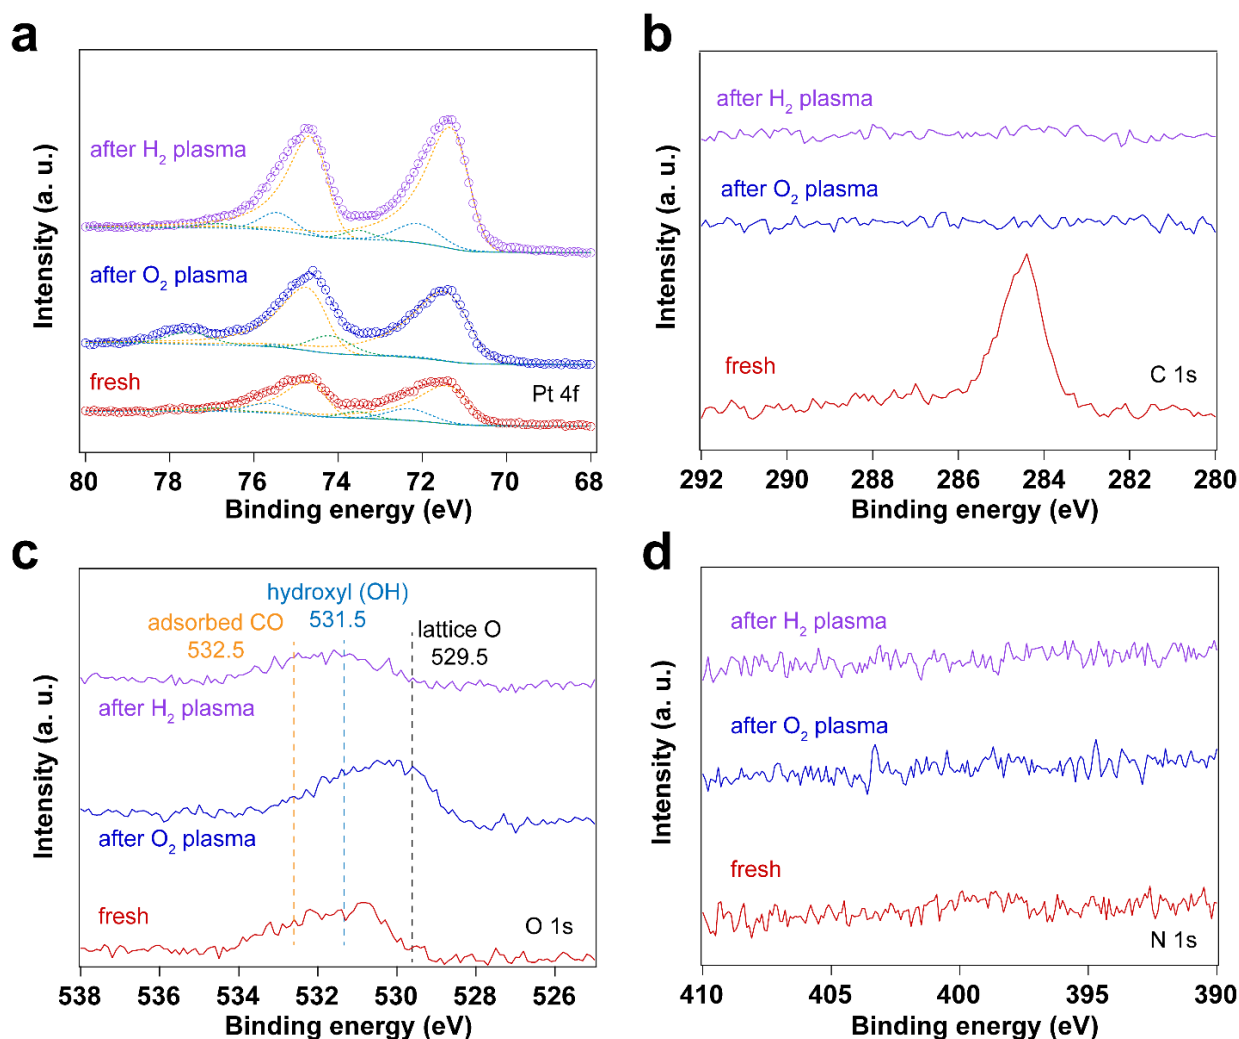 a
Intensity (a. u.)
after H2 plasma
after O2 plasma
fresh
Pt 4f
80 78 76 74 72 70 68
Binding energy (eV)
b
Intensity (a. u.)
after H2 plasma
after O2 plasma
fresh
C 1s
292 290 288 286 284 282 280
Binding energy (eV)
c
Intensity (a. u.)
hydroxyl (OH)
531.5
adsorbed CO
532.5
lattice O
529.5
after H2 plasma
after O2 plasma
fresh
O 1s
538 536 534 532 530 528 526
Binding energy (eV)
d
Intensity (a. u.)
after H2 plasma
after O2 plasma
fresh
N 1s
410 405 400 395 390
Binding energy (eV)